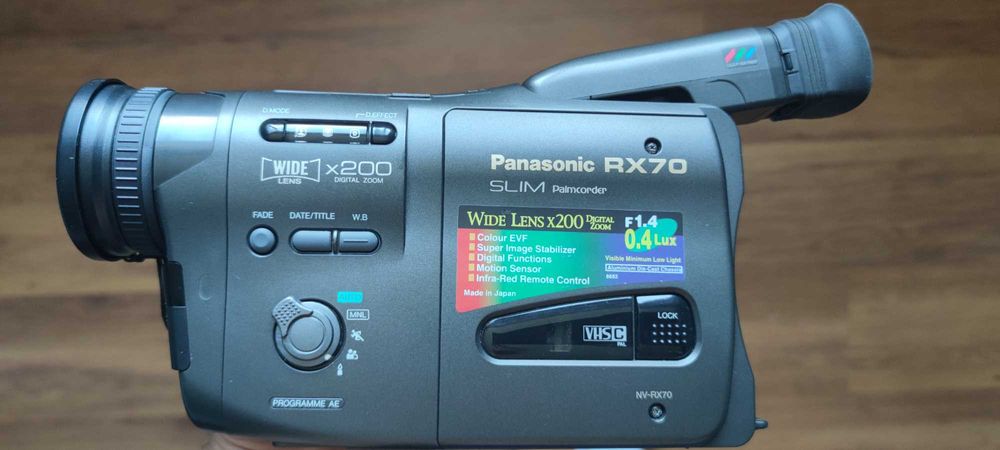 D.MODE
D.EFFECT
WIDE
LENS
x200
DIGITAL ZOOM
FADE
DATE/TITLE
W.B
AUTO
MNL
PROGRAMME AE
Panasonic RX70
SLIM Palmcorder
WIDE LENS X200 DIGITAL ZOOM
F1.4
0.4 Lux
Colour EVF
Super Image Stabilizer
Digital Functions
Motion Sensor
Infra-Red Remote Control
Made in Japan
Visible Minimum Low Light
Aluminium Die-Cast Chassis
VHS C
PAL
LOCK
NV-RX70